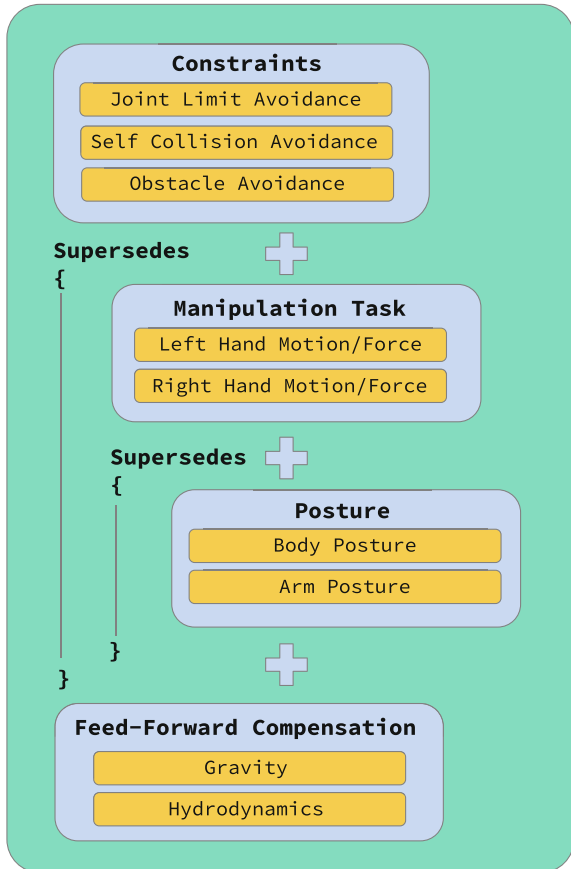 Constraints
Joint Limit Avoidance
Self Collision Avoidance
Obstacle Avoidance
Supersedes
{
Manipulation Task
Left Hand Motion/Force
Right Hand Motion/Force
Supersedes
{
Posture
Body Posture
Arm Posture
}
}
Feed-Forward Compensation
Gravity
Hydrodynamics